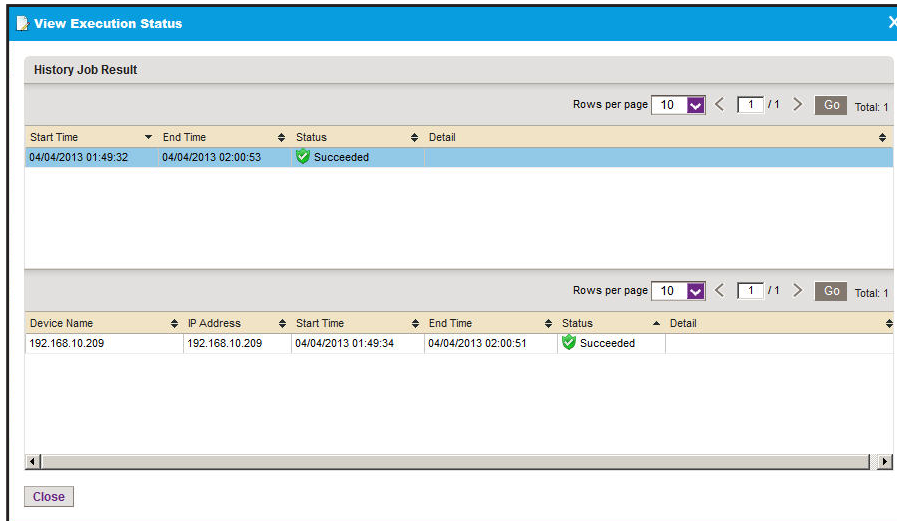 View Execution Status
History Job Result
Rows per page 10 1 / 1 Go Total: 1
Start Time End Time Status Detail
04/04/2013 01:49:32 04/04/2013 02:00:53 Succeeded
Rows per page 10 1 / 1 Go Total: 1
Device Name IP Address Start Time End Time Status Detail
192.168.10.209 192.168.10.209 04/04/2013 01:49:34 04/04/2013 02:00:51 Succeeded
Close